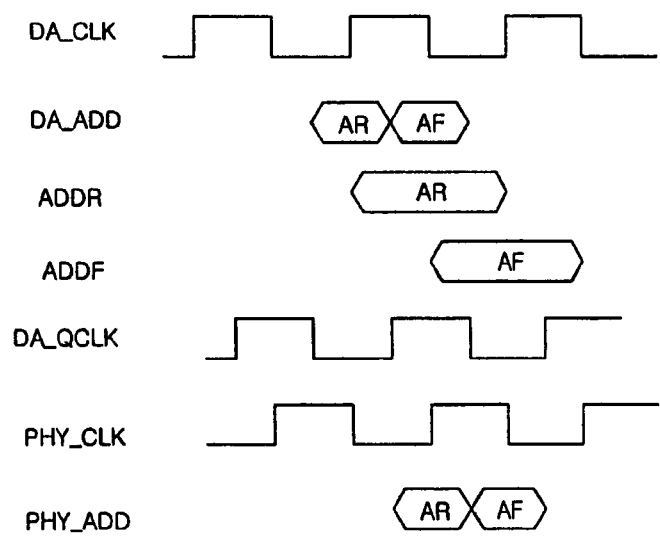 DA_CLK
DA_ADD AR AF
ADDR AR
ADDF AF
DA_QCLK
PHY_CLK
PHY_ADD AR AF